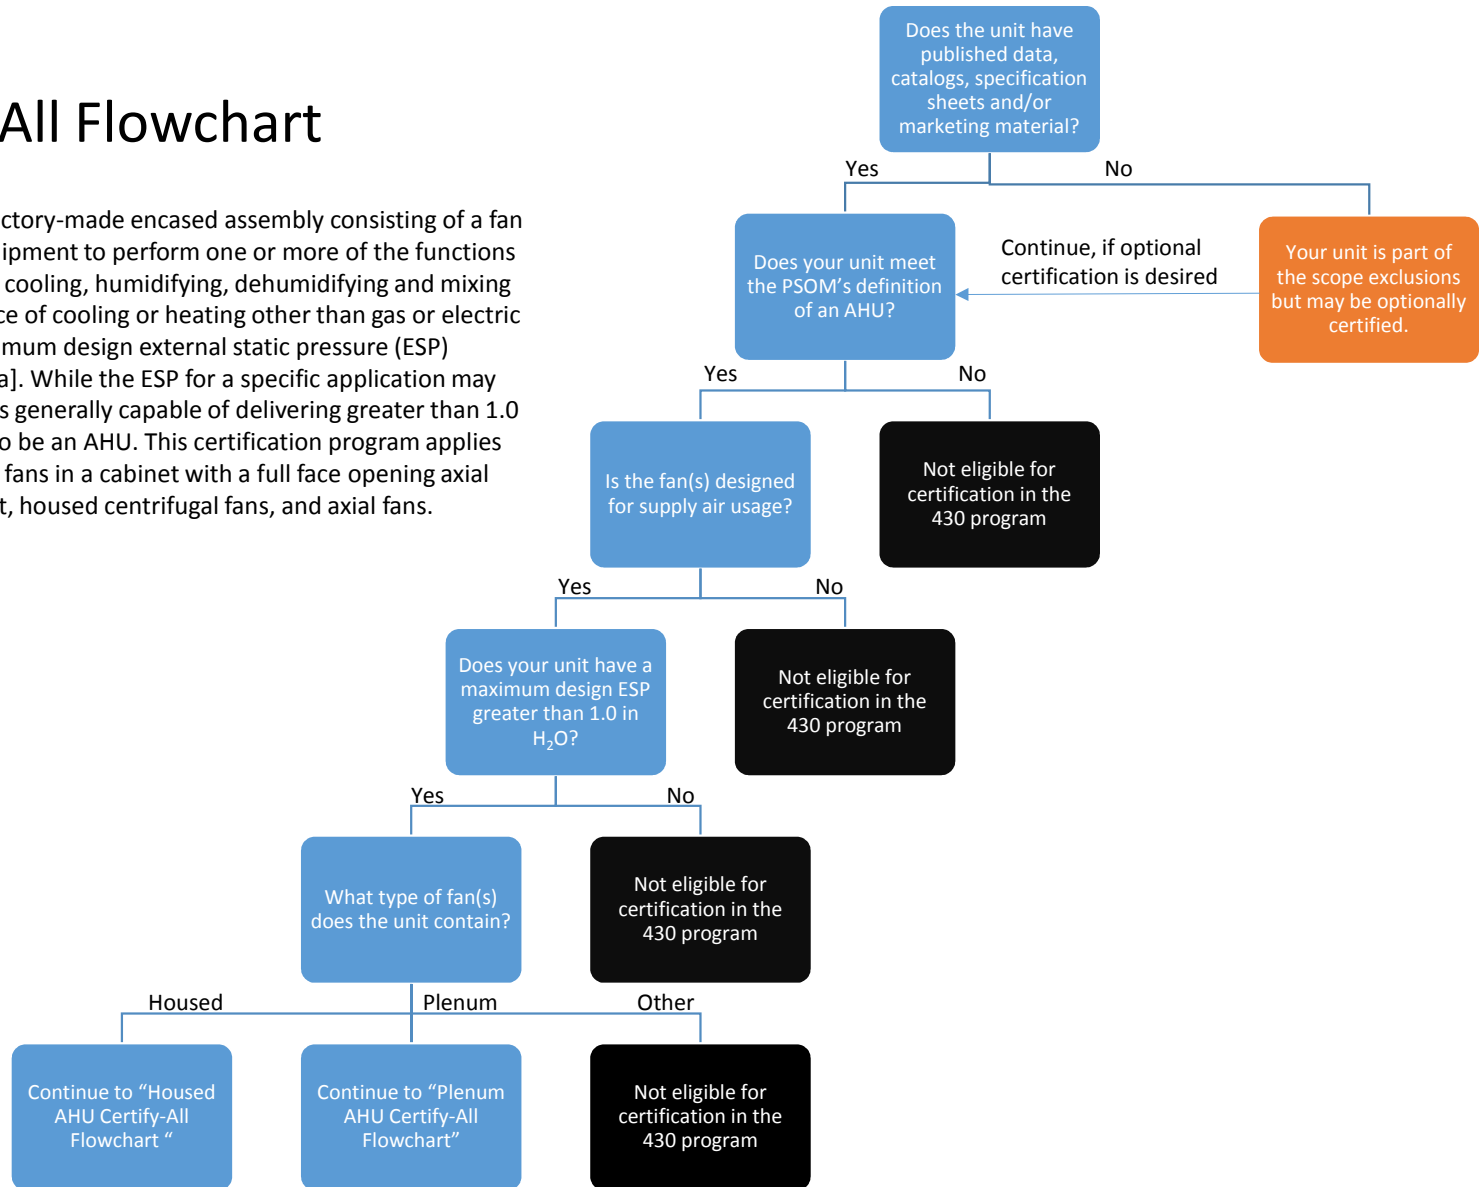 All Flowchart
ctory-made encased assembly consisting of a fan
ipment to perform one or more of the functions
cooling, humidifying, dehumidifying and mixing
ce of cooling or heating other than gas or electric
mum design external static pressure (ESP)
a]. While the ESP for a specific application may
s generally capable of delivering greater than 1.0
o be an AHU. This certification program applies
fans in a cabinet with a full face opening axial
t, housed centrifugal fans, and axial fans.
Does the unit have
published data,
catalogs, specification
sheets and/or
marketing material?
Yes
No
Does your unit meet
the PSOM’s definition
of an AHU?
Continue, if optional
certification is desired
Your unit is part of
the scope exclusions
but may be optionally
certified.
Yes
No
Is the fan(s) designed
for supply air usage?
Not eligible for
certification in the
430 program
Yes
No
Does your unit have a
maximum design ESP
greater than 1.0 in
H₂O?
Not eligible for
certification in the
430 program
Yes
No
What type of fan(s)
does the unit contain?
Not eligible for
certification in the
430 program
Housed
Plenum
Other
Continue to “Housed
AHU Certify-All
Flowchart “
Continue to “Plenum
AHU Certify-All
Flowchart”
Not eligible for
certification in the
430 program